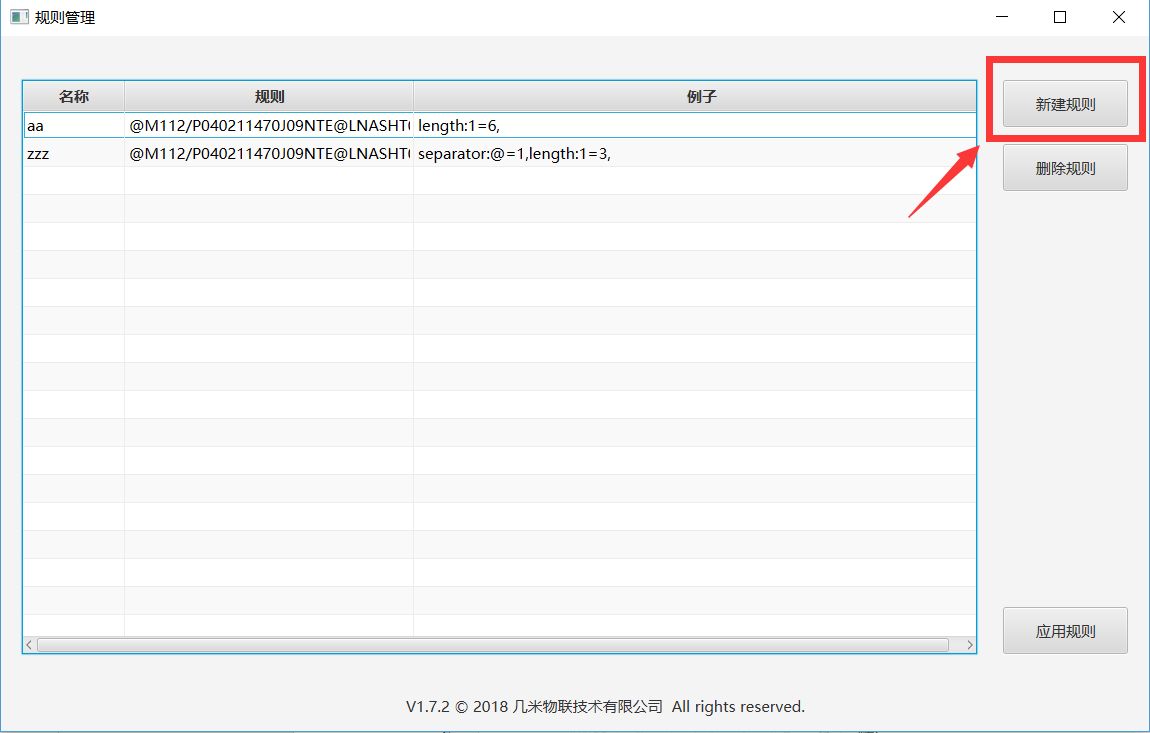 规则管理
名称 规则 例子
新建规则
aa @M112/P040211470J09NTE@LNASHT length:1=6,
zzz @M112/P040211470J09NTE@LNASHT separator:@=1,length:1=3,
删除规则
应用规则
V1.7.2 © 2018 几米物联技术有限公司 All rights reserved.